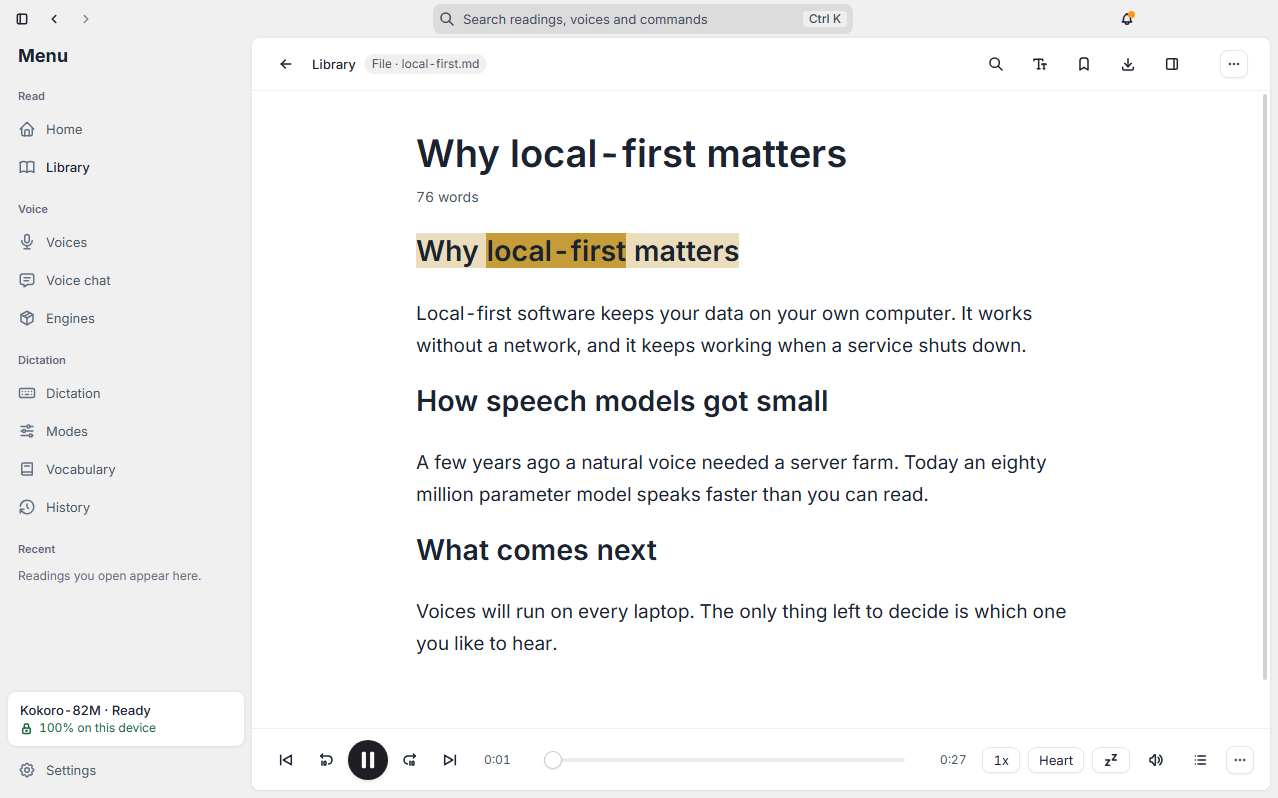 Search readings, voices and commands
Ctrl K
Menu
Read
Home
Library
Voice
Voices
Voice chat
Engines
Dictation
Dictation
Modes
Vocabulary
History
Recent
Readings you open appear here.
Kokoro-82M · Ready
100% on this device
Settings
Library
File · local-first.md
Why local-first matters
76 words
Why local-first matters
Local-first software keeps your data on your own computer. It works
without a network, and it keeps working when a service shuts down.
How speech models got small
A few years ago a natural voice needed a server farm. Today an eighty
million parameter model speaks faster than you can read.
What comes next
Voices will run on every laptop. The only thing left to decide is which one
you like to hear.
10
10
0:01
0:27
1x
Heart
zZ